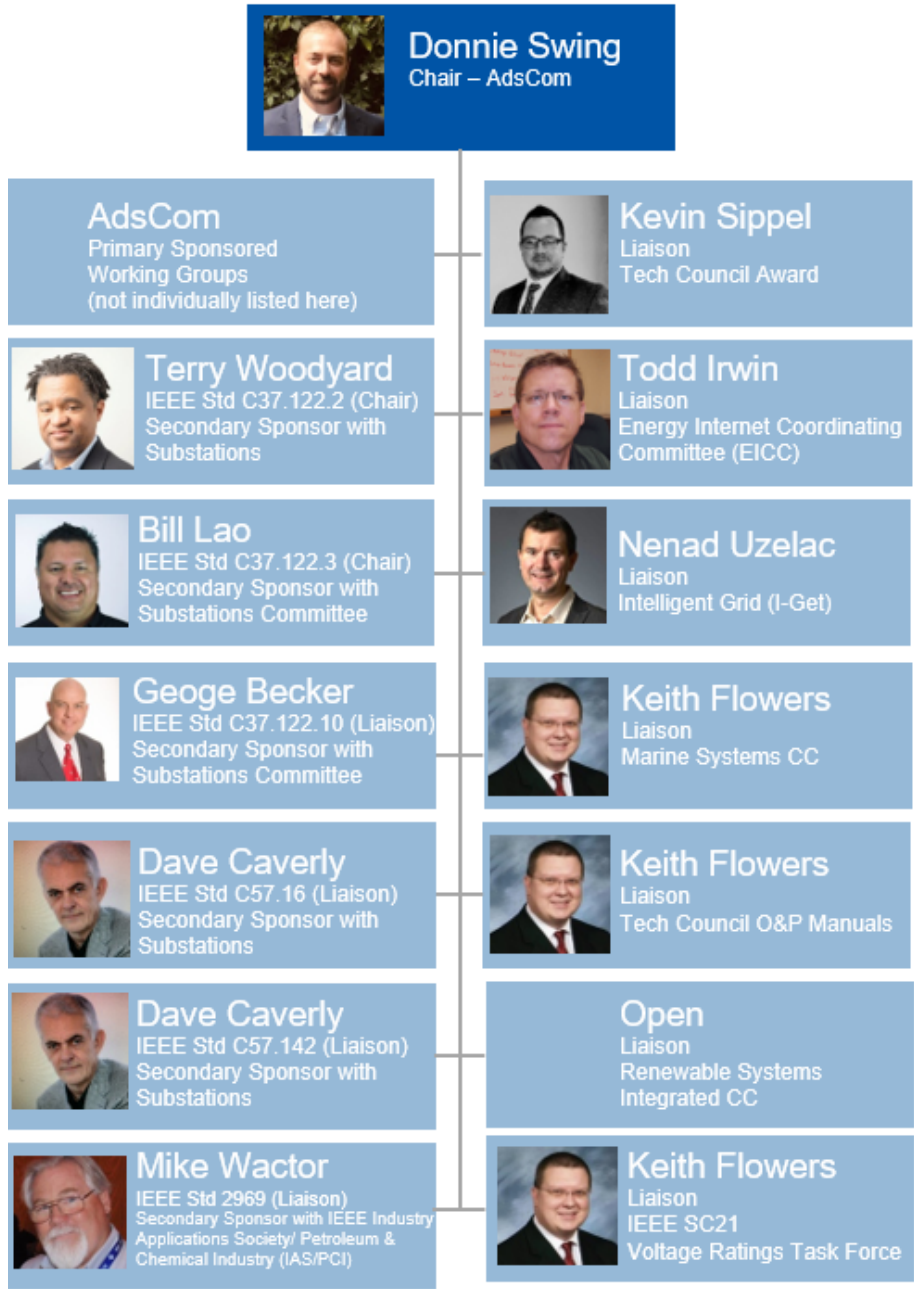 Donnie Swing
Chair – AdsCom
AdsCom
Primary Sponsored
Working Groups
(not individually listed here)
Kevin Sippel
Liaison
Tech Council Award
Terry Woodyard
IEEE Std C37.122.2 (Chair)
Secondary Sponsor with
Substations
Todd Irwin
Liaison
Energy Internet Coordinating
Committee (EICC)
Bill Lao
IEEE Std C37.122.3 (Chair)
Secondary Sponsor with
Substations Committee
Nenad Uzelac
Liaison
Intelligent Grid (I-Get)
Geoge Becker
IEEE Std C37.122.10 (Liaison)
Secondary Sponsor with
Substations Committee
Keith Flowers
Liaison
Marine Systems CC
Dave Caverly
IEEE Std C57.16 (Liaison)
Secondary Sponsor with
Substations
Keith Flowers
Liaison
Tech Council O&P Manuals
Dave Caverly
IEEE Std C57.142 (Liaison)
Secondary Sponsor with
Substations
Open
Liaison
Renewable Systems
Integrated CC
Mike Wactor
IEEE Std 2969 (Liaison)
Secondary Sponsor with IEEE Industry
Applications Society/ Petroleum &
Chemical Industry (IAS/PCI)
Keith Flowers
Liaison
IEEE SC21
Voltage Ratings Task Force